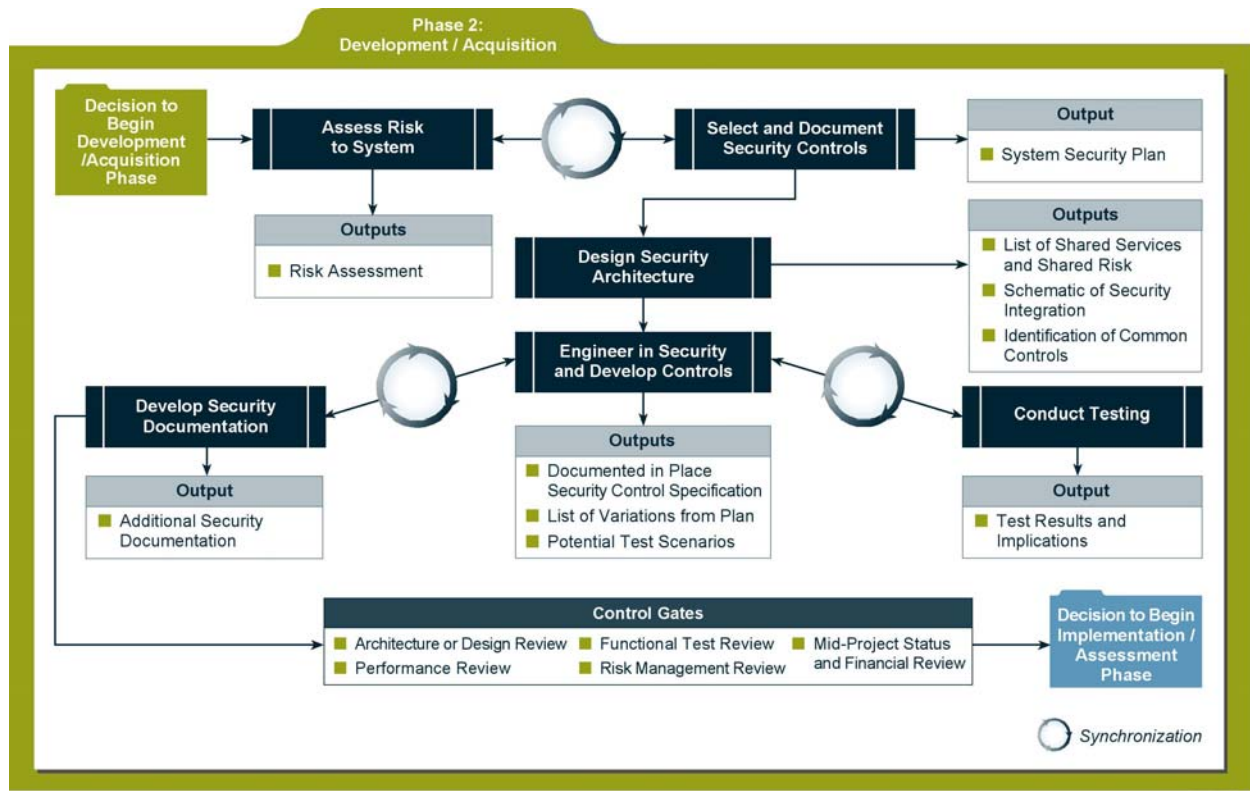 Phase 2:
Development / Acquisition
Decision to
Begin
Development
/Acquisition
Phase
Assess Risk
to System
Select and Document
Security Controls
Output
System Security Plan
Outputs
Risk Assessment
Design Security
Architecture
Outputs
List of Shared Services
and Shared Risk
Schematic of Security
Integration
Identification of Common
Controls
Engineer in Security
and Develop Controls
Develop Security
Documentation
Conduct Testing
Output
Additional Security
Documentation
Outputs
Documented in Place
Security Control Specification
List of Variations from Plan
Potential Test Scenarios
Output
Test Results and
Implications
Control Gates
Architecture or Design Review
Performance Review
Functional Test Review
Risk Management Review
Mid-Project Status
and Financial Review
Decision to Begin
Implementation /
Assessment
Phase
Synchronization